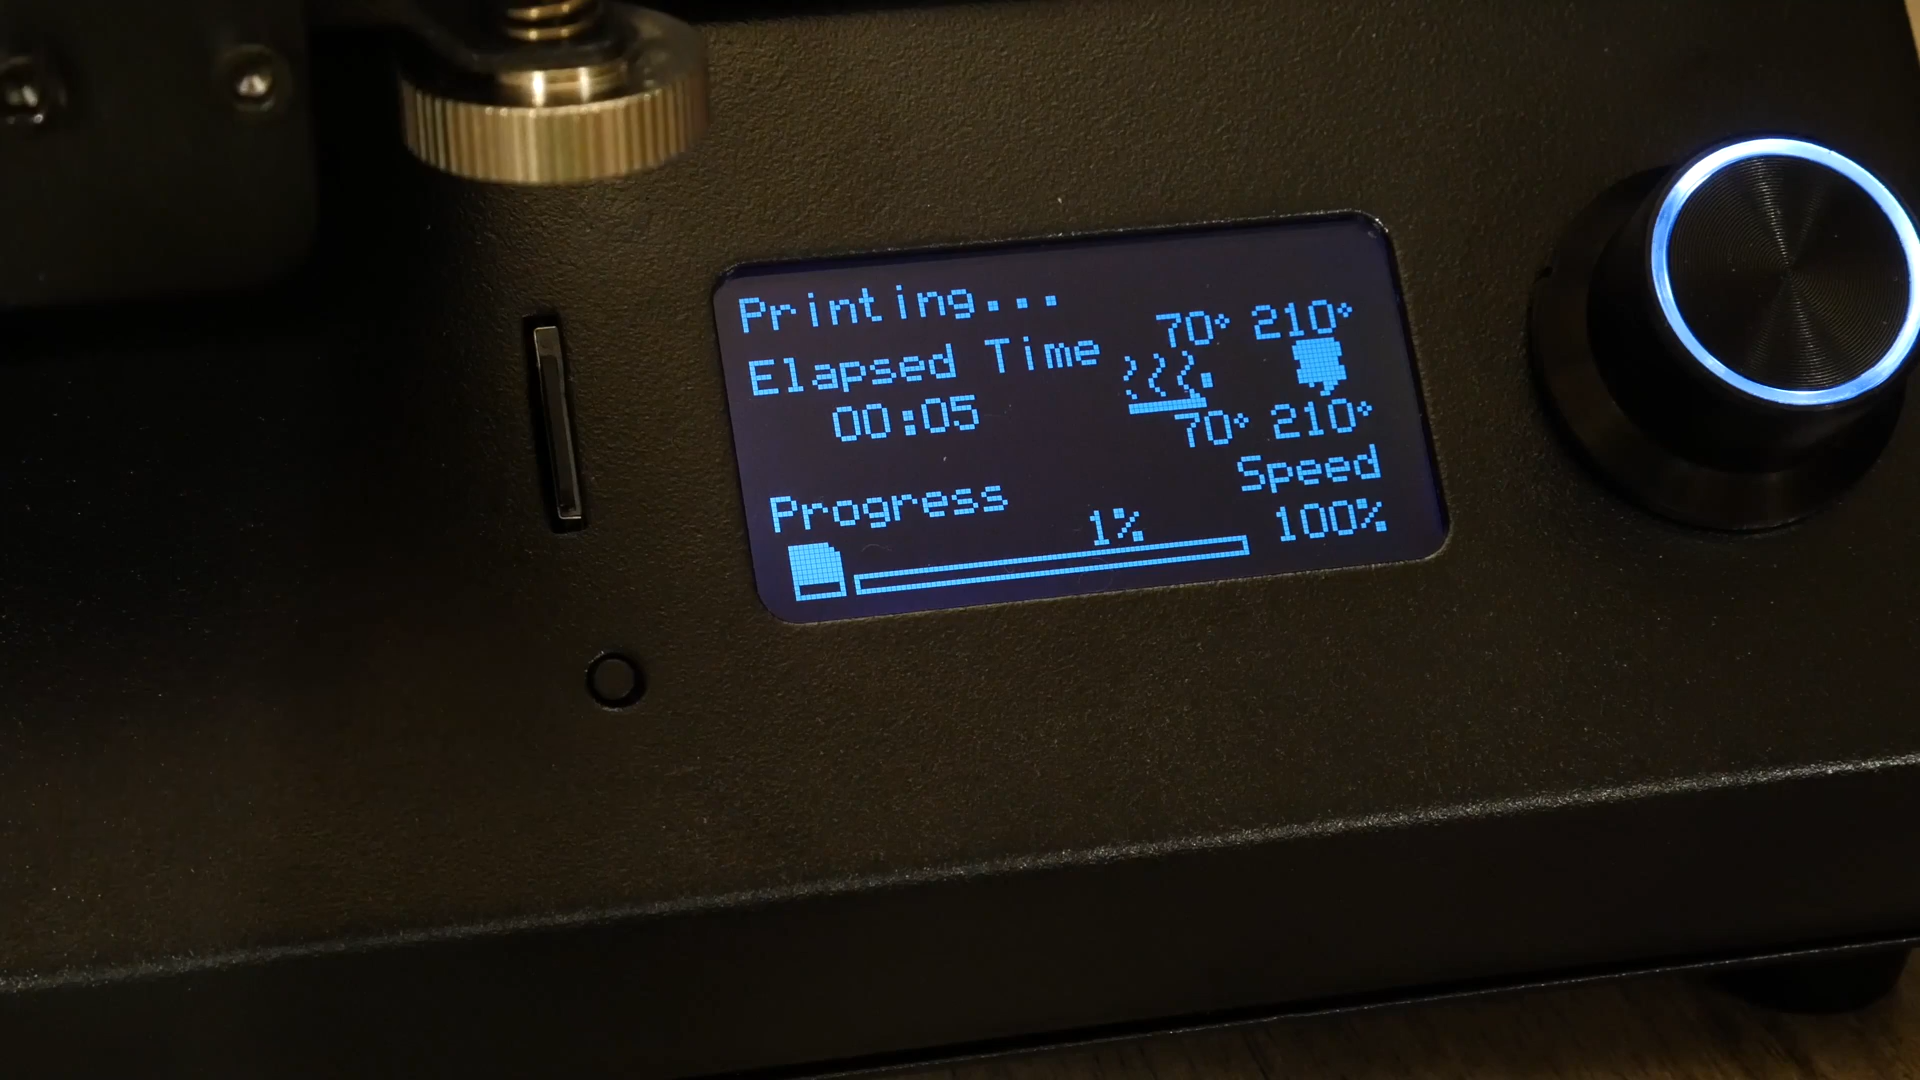 Printing...
70° 210°
Elapsed Time
00:05
70° 210°
Speed
Progress
1%
100%